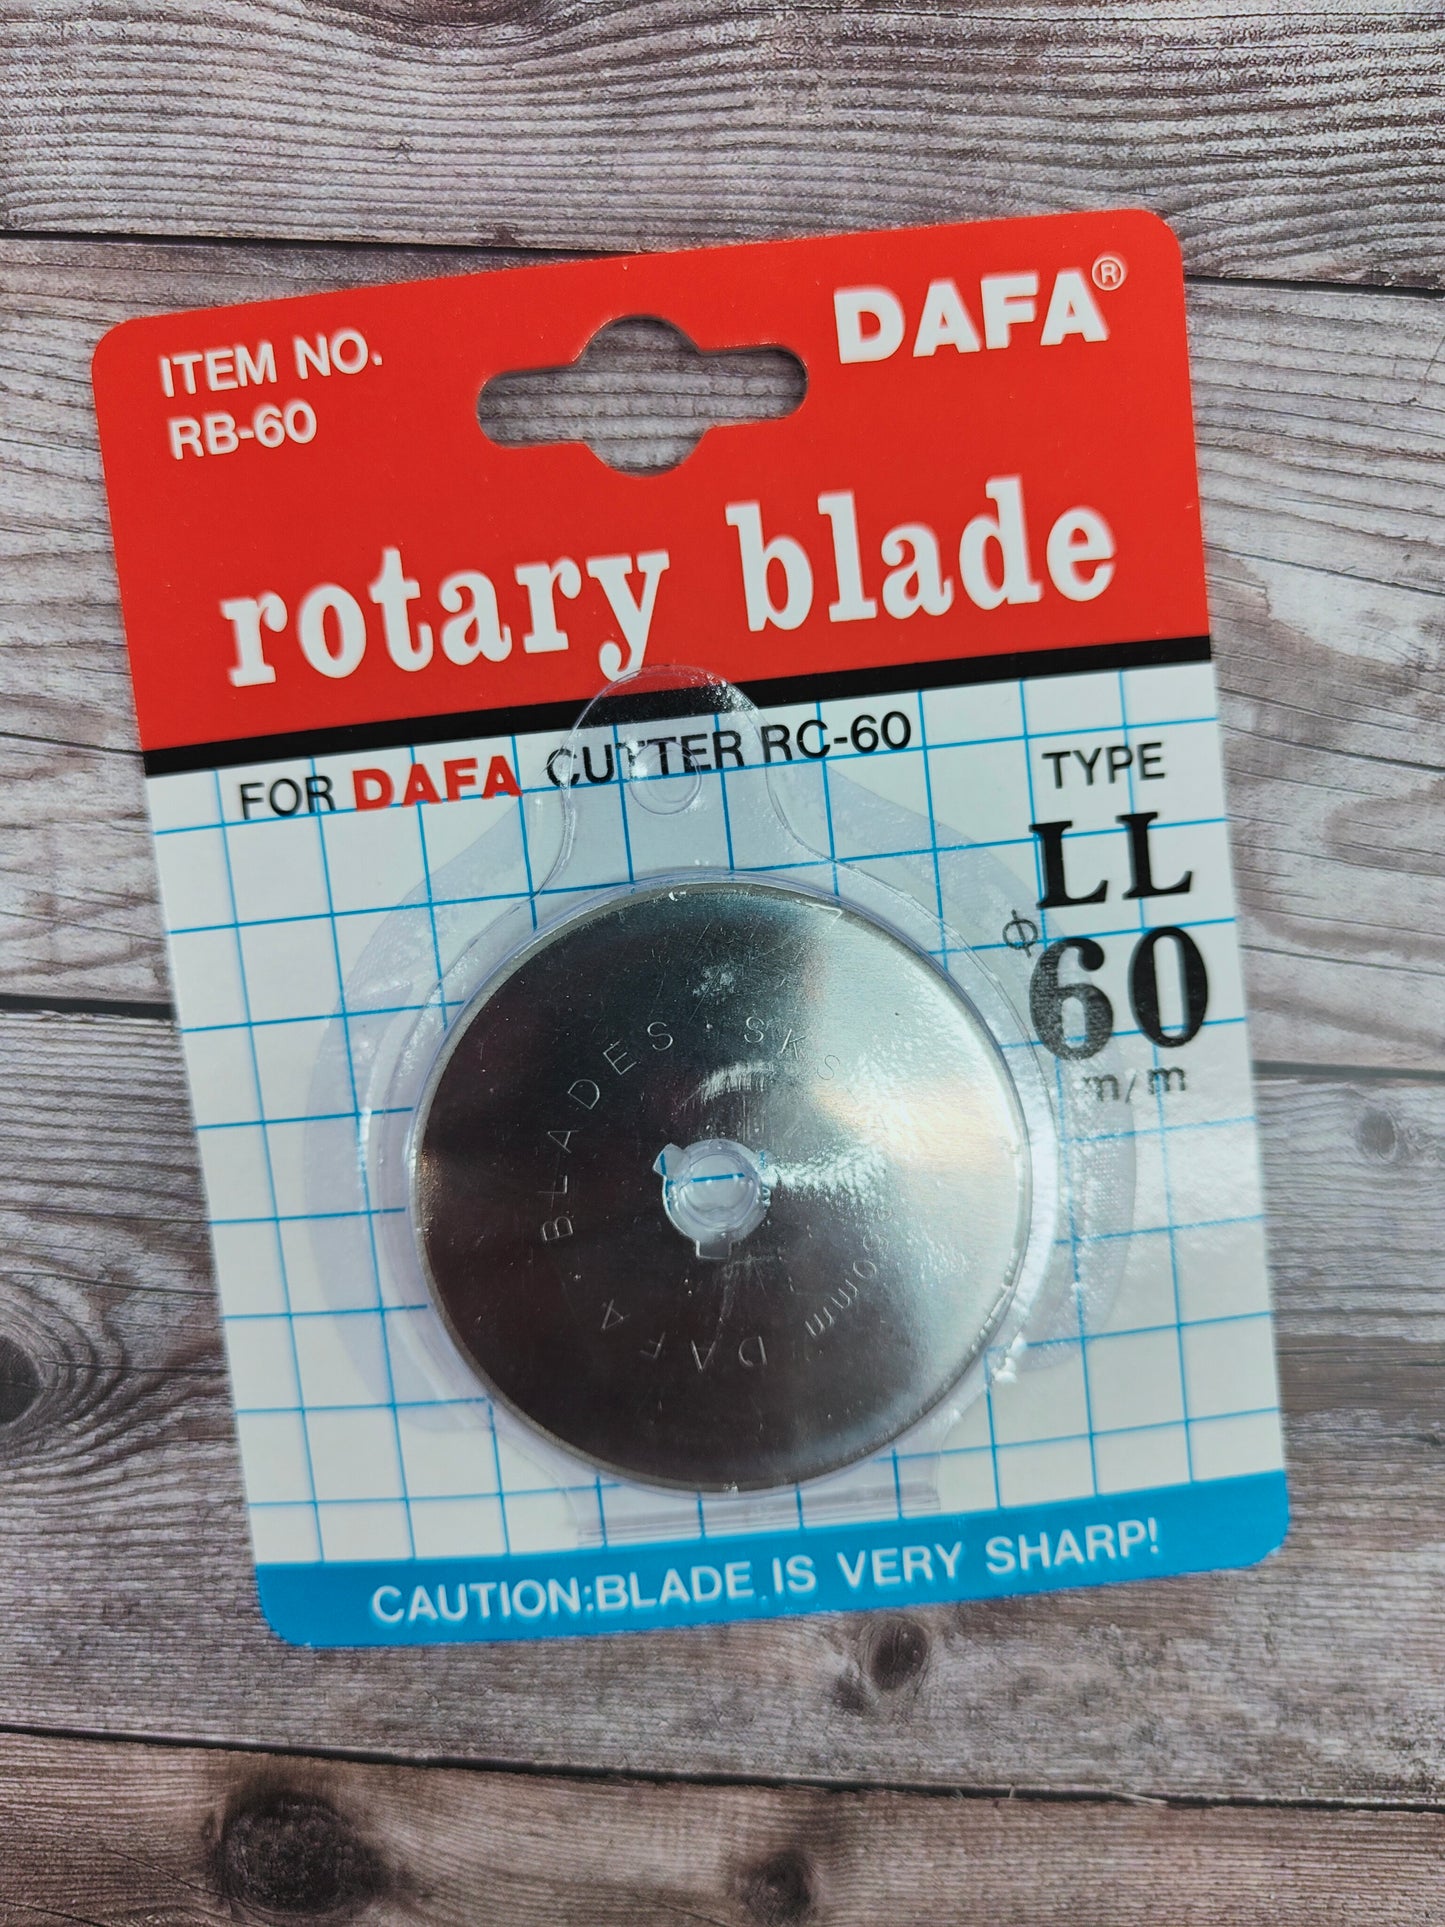 ITEM NO.
RB-60
DAFA®
rotary blade
FOR DAFA CUTTER RC-60
TYPE
LL
φ60
m/m
DAFA · BLADES · SKS
60mm
CAUTION:BLADE IS VERY SHARP!